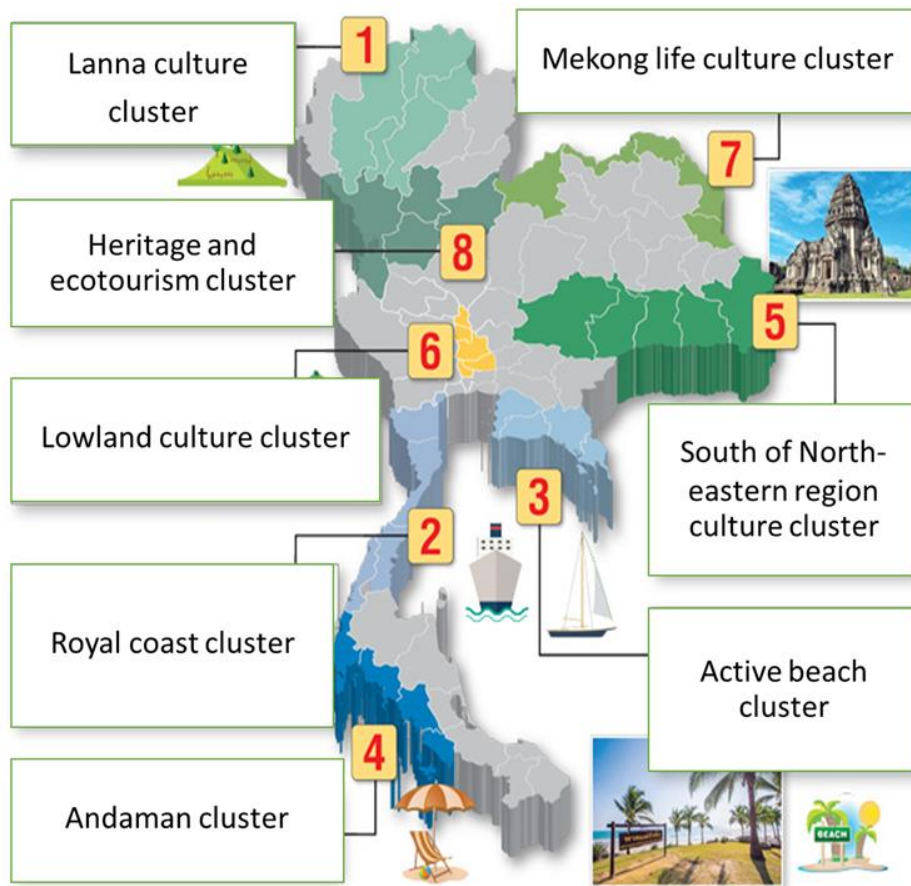 1
Lanna culture
cluster
Mekong life culture cluster
7
Heritage and
ecotourism cluster
8
5
6
Lowland culture cluster
South of North-
eastern region
culture cluster
3
2
Royal coast cluster
Active beach
cluster
4
Andaman cluster
BEACH